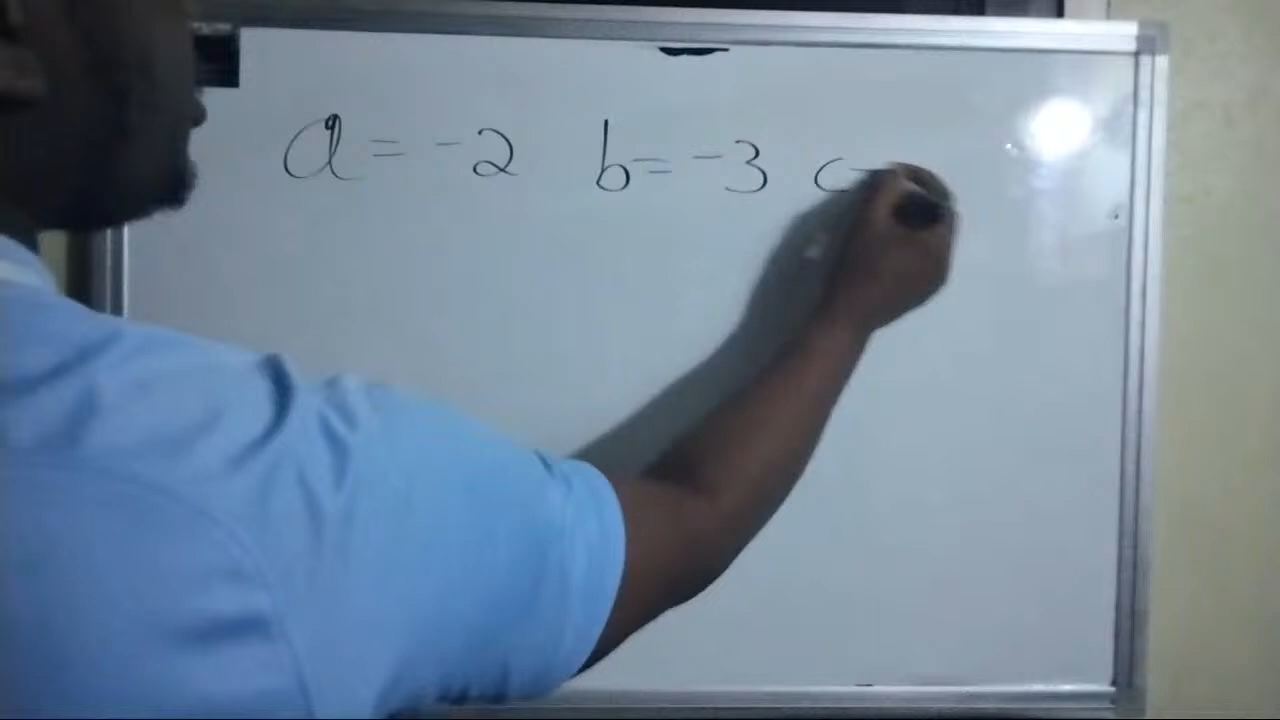 a = -2 b = -3 c